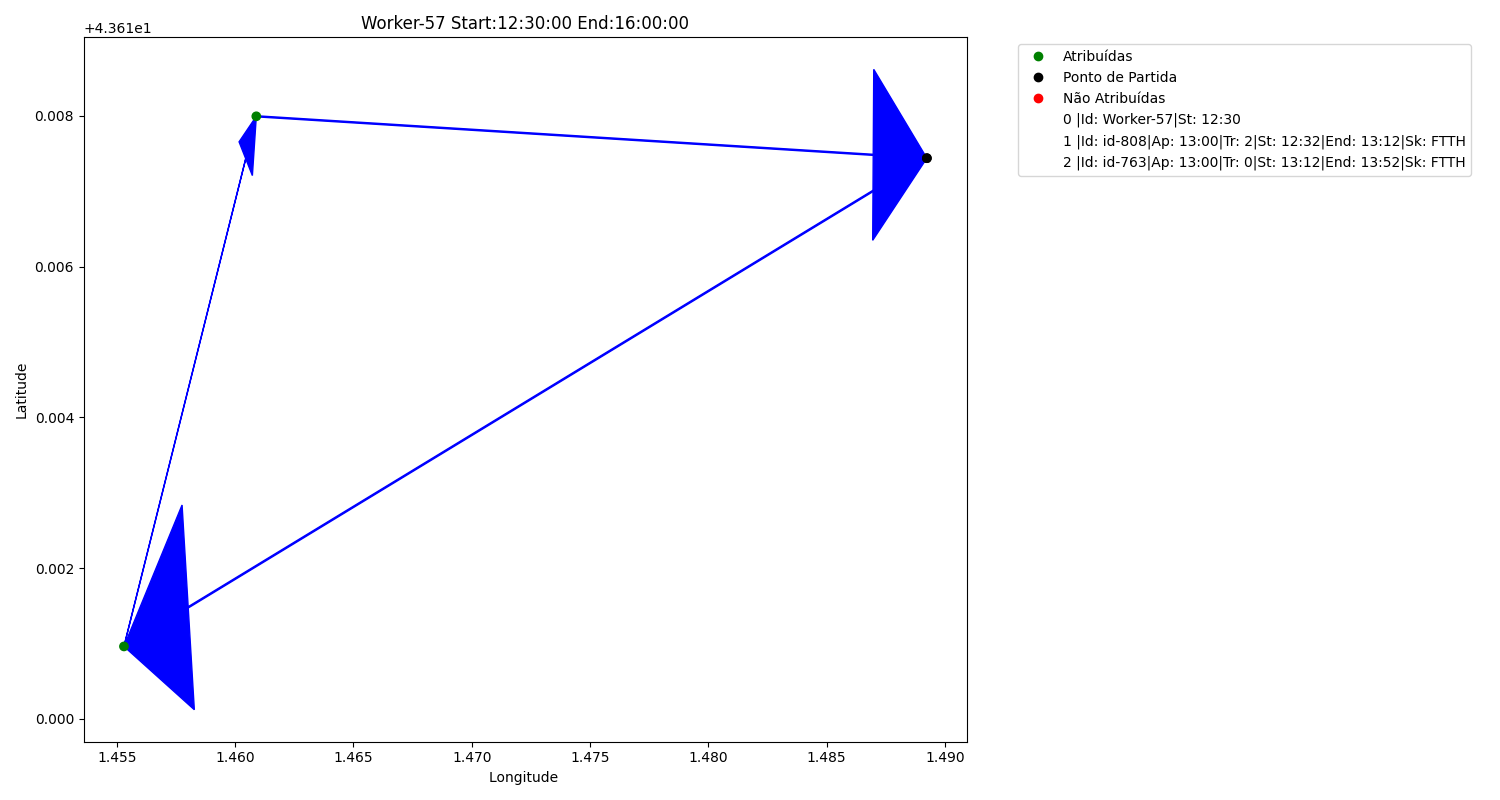 Worker-57 Start:12:30:00 End:16:00:00
+4.361e1
0.008
0.006
0.004
0.002
0.000
Latitude
1.455 1.460 1.465 1.470 1.475 1.480 1.485 1.490
Longitude
Atribuídas
Ponto de Partida
Não Atribuídas
0 |Id: Worker-57|St: 12:30
1 |Id: id-808|Ap: 13:00|Tr: 2|St: 12:32|End: 13:12|Sk: FTTH
2 |Id: id-763|Ap: 13:00|Tr: 0|St: 13:12|End: 13:52|Sk: FTTH